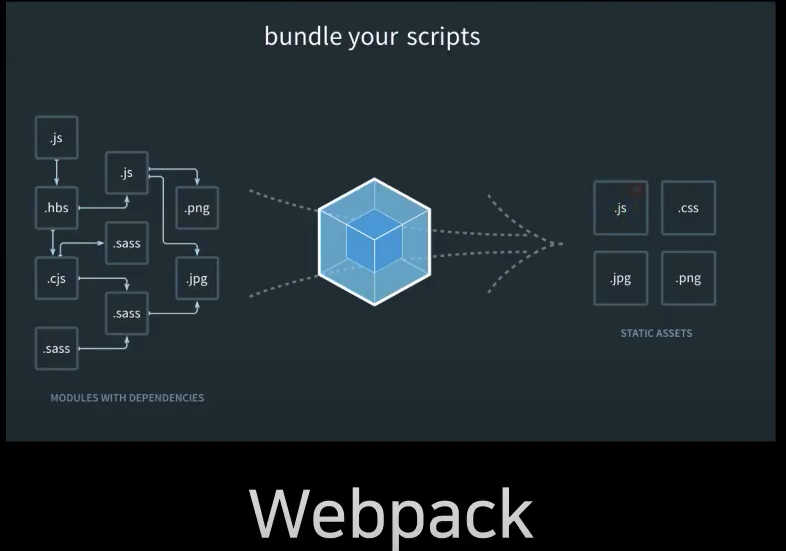 bundle your scripts
.js
.js
.hbs
.png
.sass
.cjs
.jpg
.sass
.sass
MODULES WITH DEPENDENCIES
.js
.css
.jpg
.png
STATIC ASSETS
Webpack